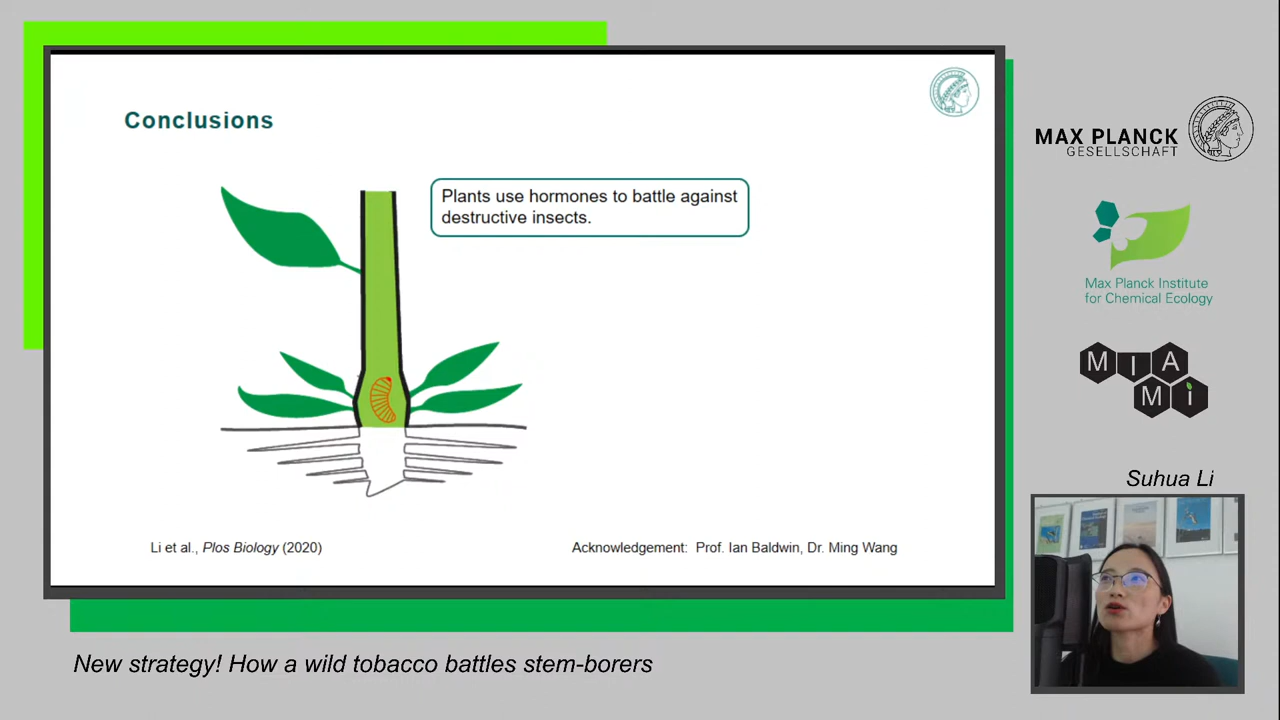 Conclusions
Plants use hormones to battle against
destructive insects.
Li et al., Plos Biology (2020)
Acknowledgement: Prof. Ian Baldwin, Dr. Ming Wang
MAX PLANCK
GESELLSCHAFT
Max Planck Institute
for Chemical Ecology
M I A
M i
Suhua Li
New strategy! How a wild tobacco battles stem-borers